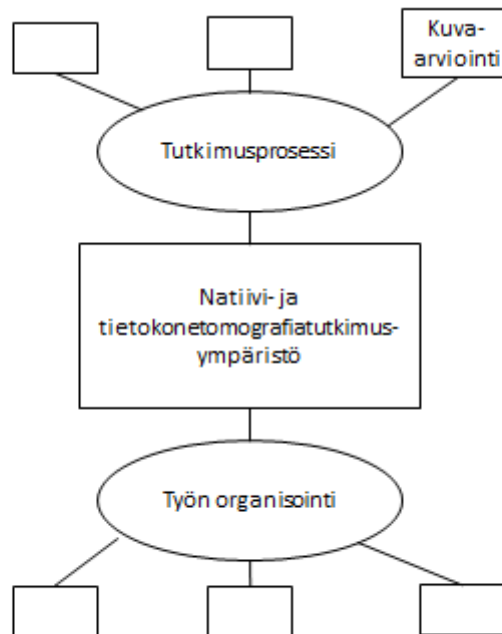 Kuva-
arviointi
Tutkimusprosessi
Natiivi- ja
tietokonetomografiatutkimus-
ympäristö
Työn organisointi